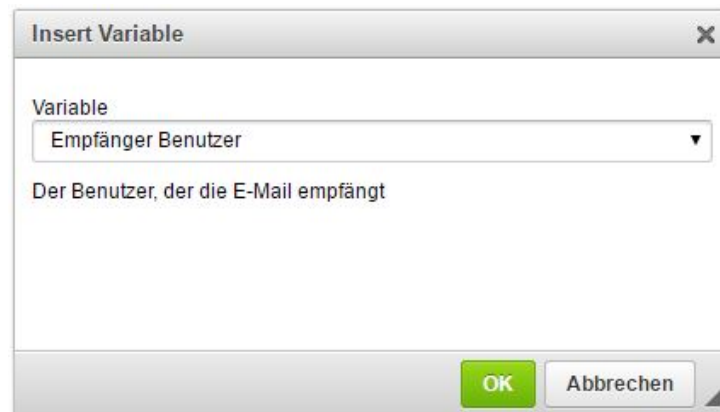 Insert Variable
Variable
Empfänger Benutzer
Der Benutzer, der die E-Mail empfängt
OK Abbrechen